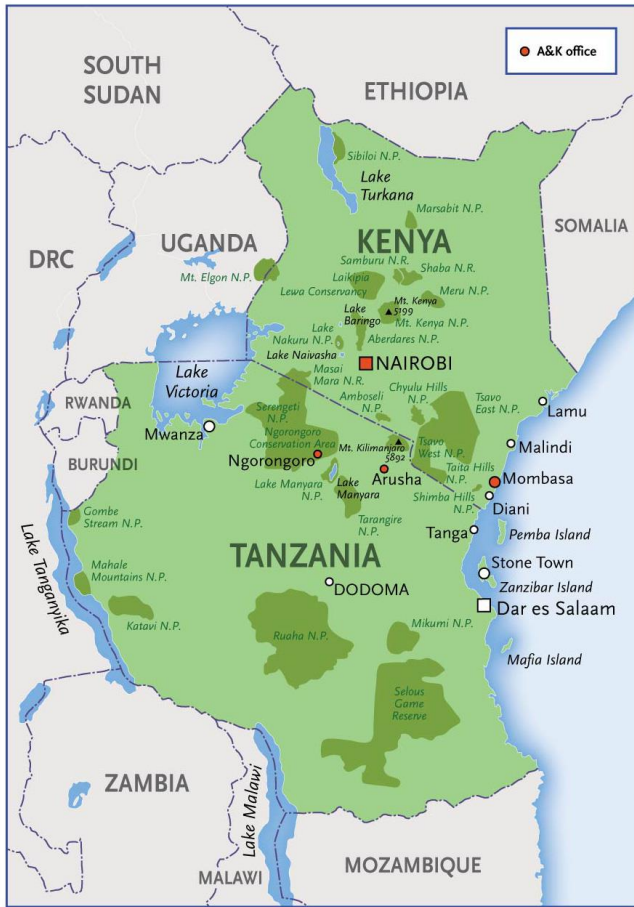 A&K office
SOUTH
SUDAN
ETHIOPIA
Sibiloi N.P.
Lake
Turkana
Marsabit N.P.
SOMALIA
UGANDA
KENYA
DRC
Mt. Elgon N.P.
Samburu N.R.
Laikipia
Shaba N.R.
Lewa Conservancy
Meru N.P.
Lake
Baringo
Mt. Kenya
5199
Mt. Kenya N.P.
Aberdares N.P.
Lake
Nakuru N.P.
Lake Naivasha
NAIROBI
Lake
Victoria
Masai
Mara N.R.
RWANDA
Mwanza
Serengeti N.P.
Amboseli
N.P.
Chyulu Hills
N.P.
Tsavo
East N.P.
Lamu
Ngorongoro
Conservation Area
Ngorongoro
Mt. Kilimanjaro
5892
Tsavo
West N.P.
Malindi
BURUNDI
Taita Hills
N.P.
Mombasa
Lake Manyara
N.P.
Lake
Manyara
Arusha
Shimba Hills
N.P.
Diani
Gombe
Stream N.P.
Tarangire
N.P.
Tanga
Pemba Island
Lake Tanganyika
Mahale
Mountains N.P.
TANZANIA
Stone Town
Zanzibar Island
DODOMA
Dar es Salaam
Katavi N.P.
Ruaha N.P.
Mikumi N.P.
Mafia Island
Selous
Game
Reserve
ZAMBIA
Lake Malawi
MALAWI
MOZAMBIQUE